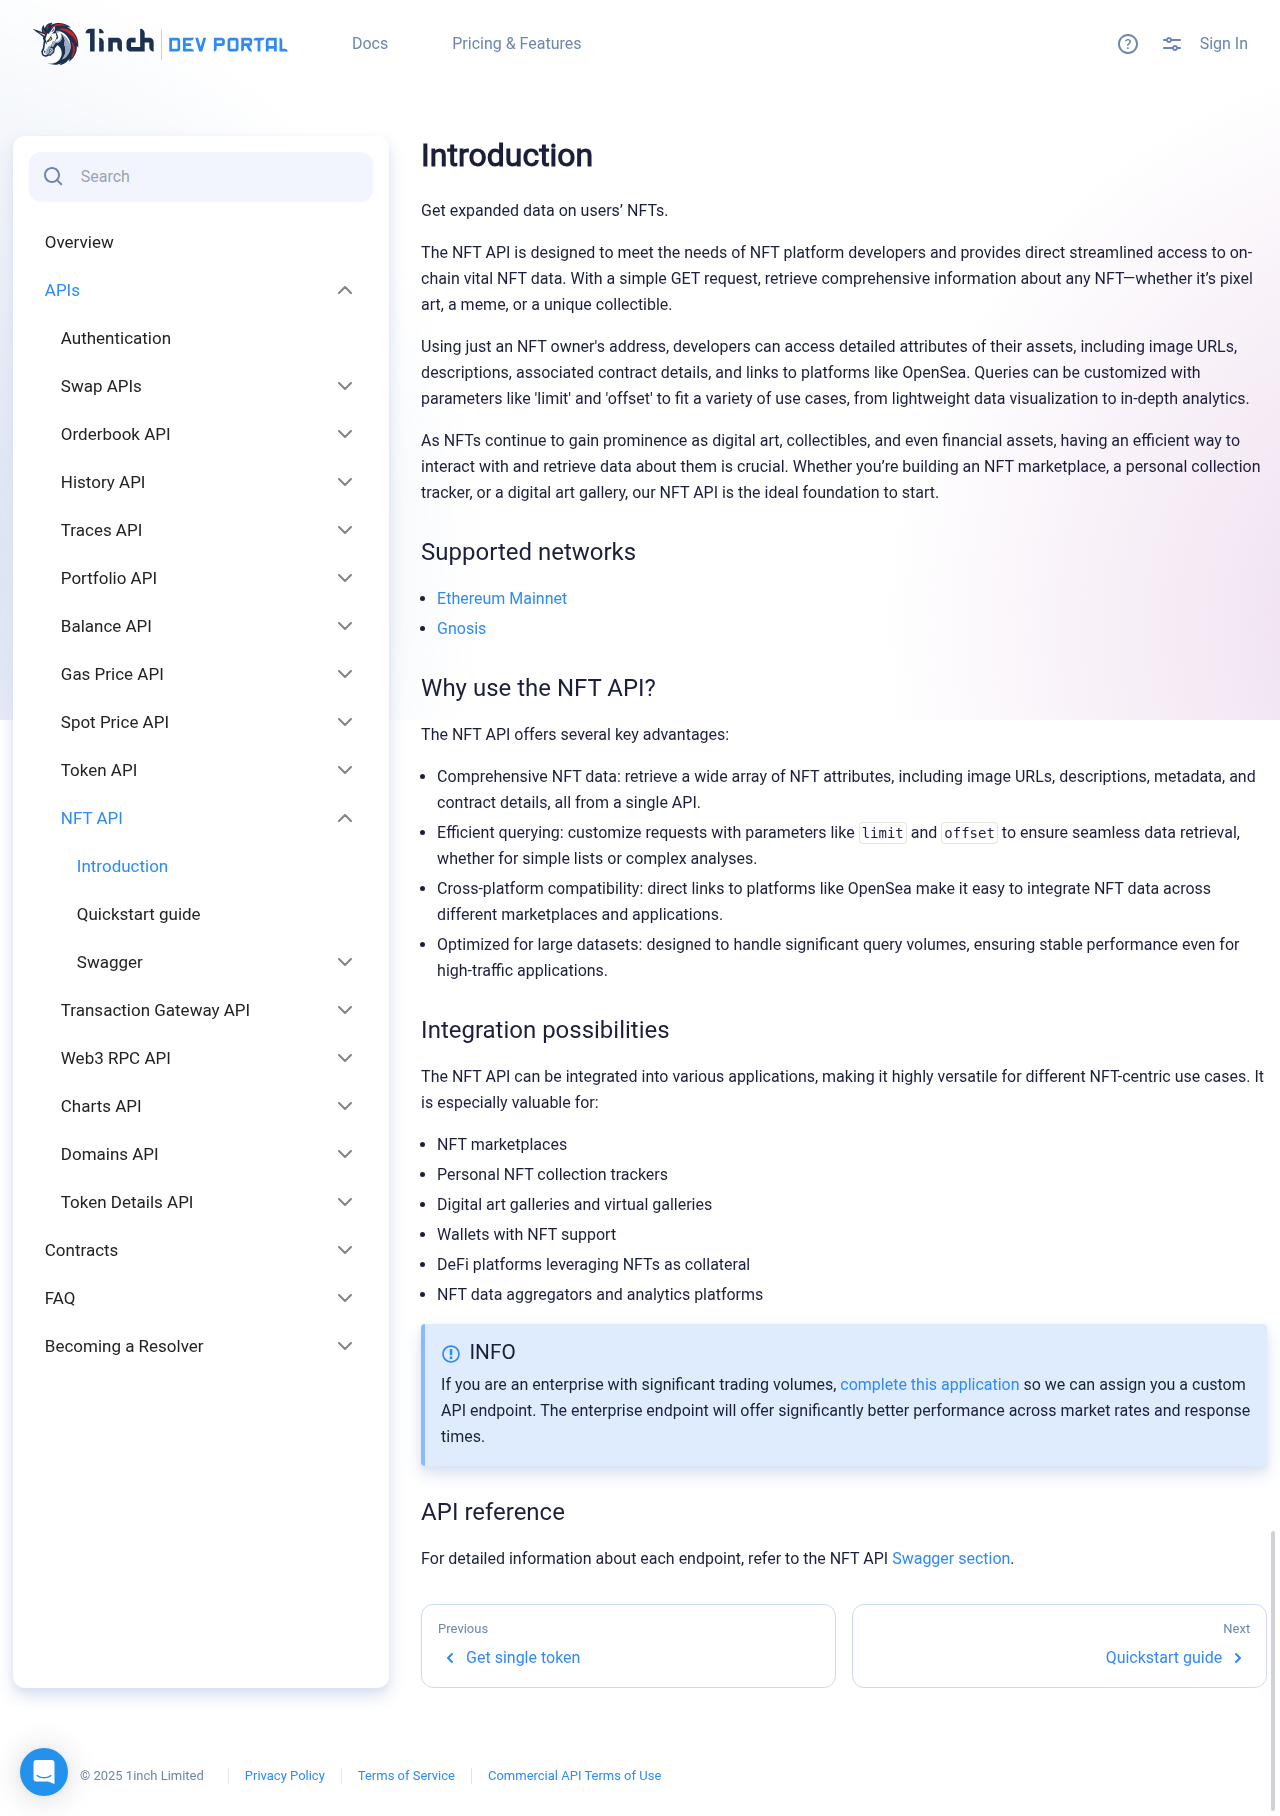 1inch DEV PORTAL
Docs
Pricing & Features
Sign In
Search
Overview
APIs
Authentication
Swap APIs
Orderbook API
History API
Traces API
Portfolio API
Balance API
Gas Price API
Spot Price API
Token API
NFT API
Introduction
Quickstart guide
Swagger
Transaction Gateway API
Web3 RPC API
Charts API
Domains API
Token Details API
Contracts
FAQ
Becoming a Resolver
Introduction
Get expanded data on users’ NFTs.
The NFT API is designed to meet the needs of NFT platform developers and provides direct streamlined access to on-
chain vital NFT data. With a simple GET request, retrieve comprehensive information about any NFT—whether it’s pixel
art, a meme, or a unique collectible.
Using just an NFT owner's address, developers can access detailed attributes of their assets, including image URLs,
descriptions, associated contract details, and links to platforms like OpenSea. Queries can be customized with
parameters like 'limit' and 'offset' to fit a variety of use cases, from lightweight data visualization to in-depth analytics.
As NFTs continue to gain prominence as digital art, collectibles, and even financial assets, having an efficient way to
interact with and retrieve data about them is crucial. Whether you’re building an NFT marketplace, a personal collection
tracker, or a digital art gallery, our NFT API is the ideal foundation to start.
Supported networks
• Ethereum Mainnet
• Gnosis
Why use the NFT API?
The NFT API offers several key advantages:
• Comprehensive NFT data: retrieve a wide array of NFT attributes, including image URLs, descriptions, metadata, and
contract details, all from a single API.
• Efficient querying: customize requests with parameters like limit and offset to ensure seamless data retrieval,
whether for simple lists or complex analyses.
• Cross-platform compatibility: direct links to platforms like OpenSea make it easy to integrate NFT data across
different marketplaces and applications.
• Optimized for large datasets: designed to handle significant query volumes, ensuring stable performance even for
high-traffic applications.
Integration possibilities
The NFT API can be integrated into various applications, making it highly versatile for different NFT-centric use cases. It
is especially valuable for:
• NFT marketplaces
• Personal NFT collection trackers
• Digital art galleries and virtual galleries
• Wallets with NFT support
• DeFi platforms leveraging NFTs as collateral
• NFT data aggregators and analytics platforms
INFO
If you are an enterprise with significant trading volumes, complete this application so we can assign you a custom
API endpoint. The enterprise endpoint will offer significantly better performance across market rates and response
times.
API reference
For detailed information about each endpoint, refer to the NFT API Swagger section.
Previous
Get single token
Next
Quickstart guide
© 2025 1inch Limited
Privacy Policy
Terms of Service
Commercial API Terms of Use